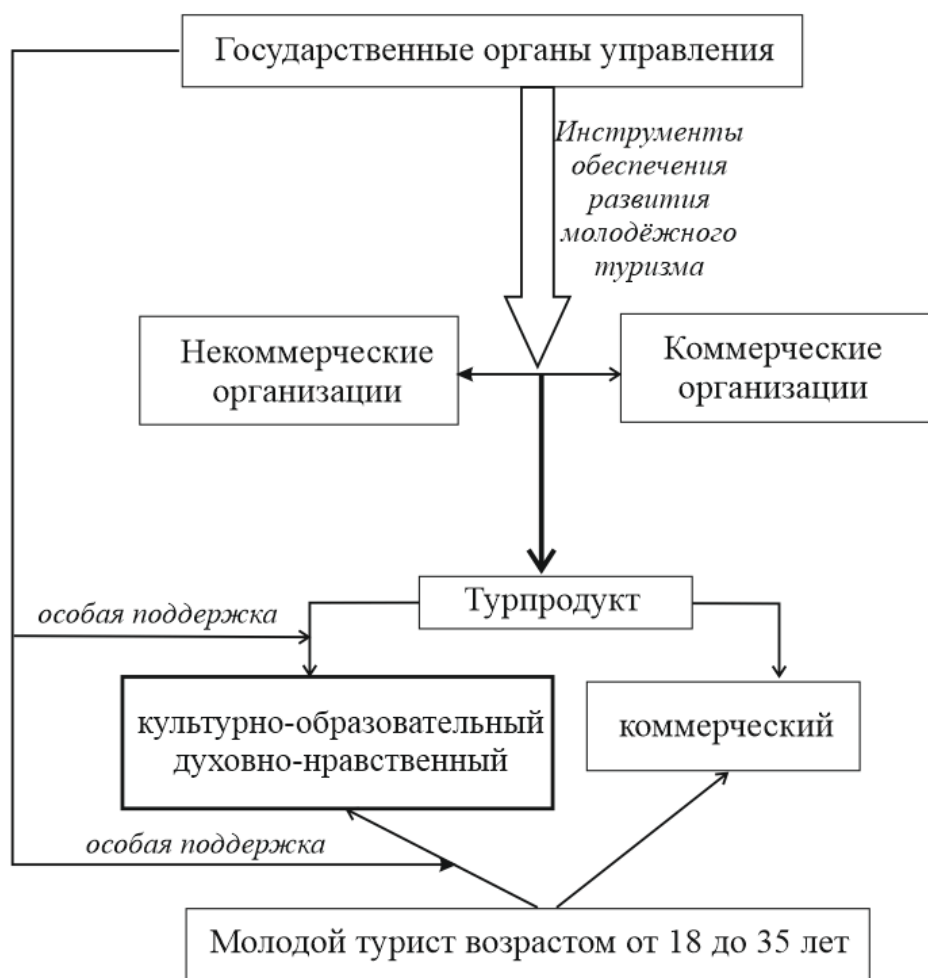 Государственные органы управления
Инструменты
обеспечения
развития
молодёжного
туризма
Некоммерческие
организации
Коммерческие
организации
Турпродукт
особая поддержка
культурно-образовательный
духовно-нравственный
коммерческий
особая поддержка
Молодой турист возрастом от 18 до 35 лет